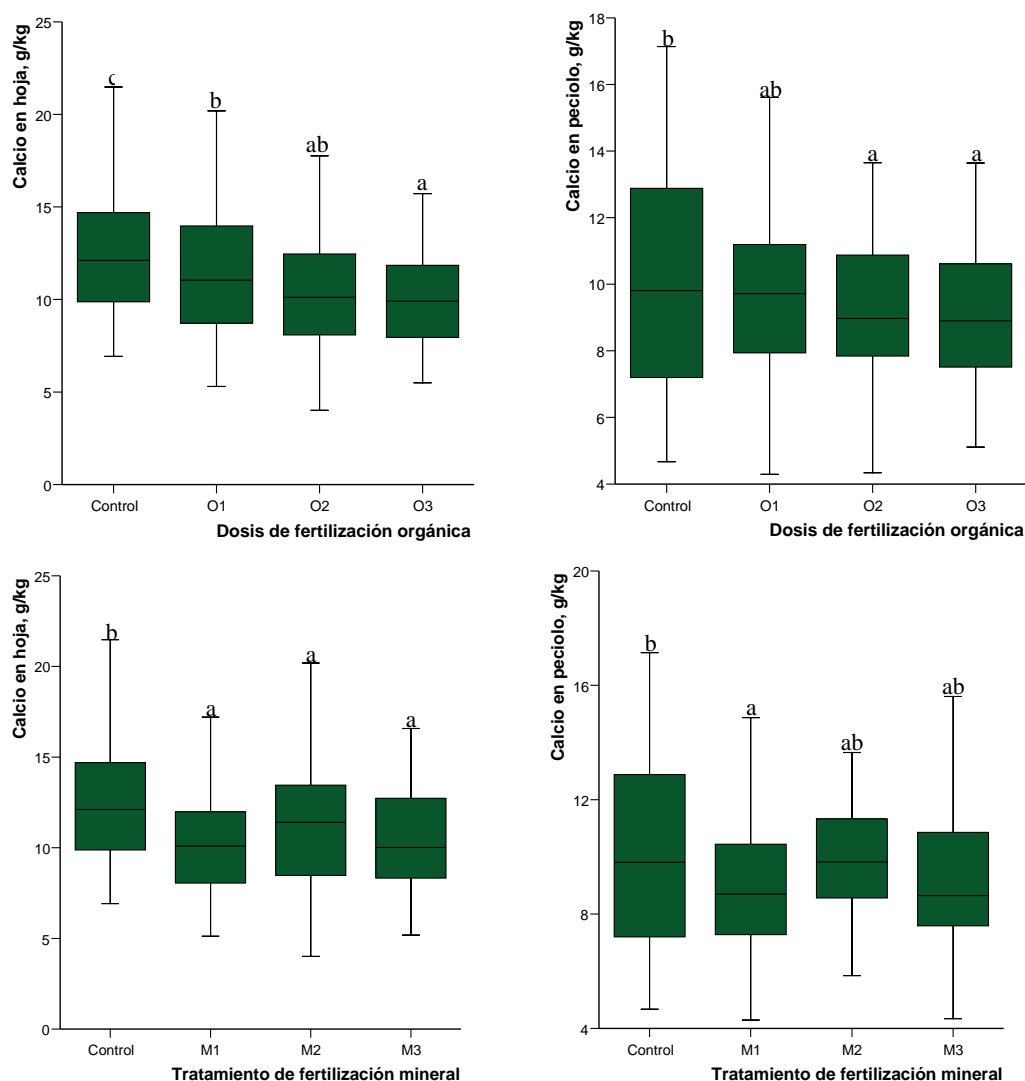 Calcio en hoja, g/kg
25
20
15
10
5
0
c
b
ab
a
Control O1 O2 O3
Dosis de fertilización orgánica
Calcio en peciolo, g/kg
18
16
14
12
10
8
6
4
b
ab
a
a
Control O1 O2 O3
Dosis de fertilización orgánica
Calcio en hoja, g/kg
25
20
15
10
5
0
b
a
a
a
Control M1 M2 M3
Tratamiento de fertilización mineral
Calcio en peciolo, g/kg
20
16
12
8
4
b
a
ab
ab
Control M1 M2 M3
Tratamiento de fertilización mineral